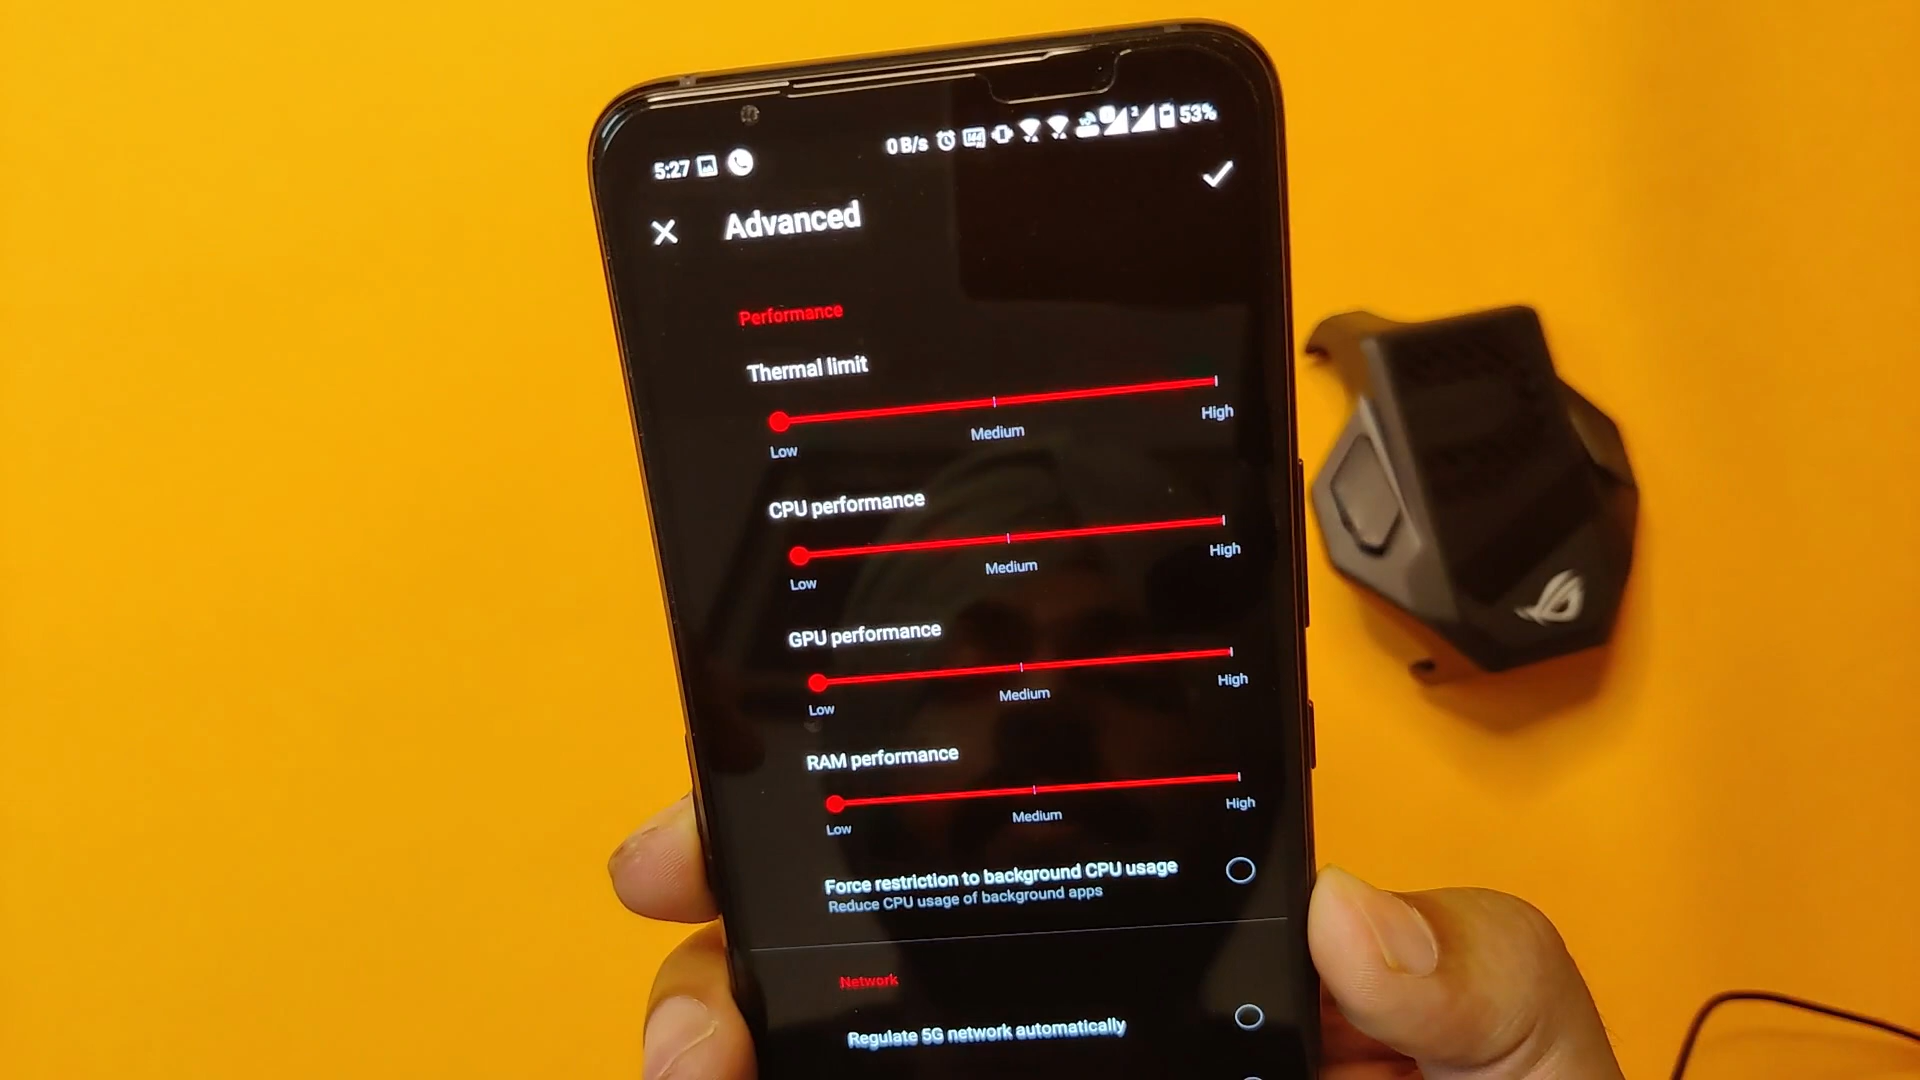 5:27 0 B/s 53%
Advanced
Performance
Thermal limit
Low Medium High
CPU performance
Low Medium High
GPU performance
Low Medium High
RAM performance
Low Medium High
Force restriction to background CPU usage
Reduce CPU usage of background apps
Network
Regulate 5G network automatically